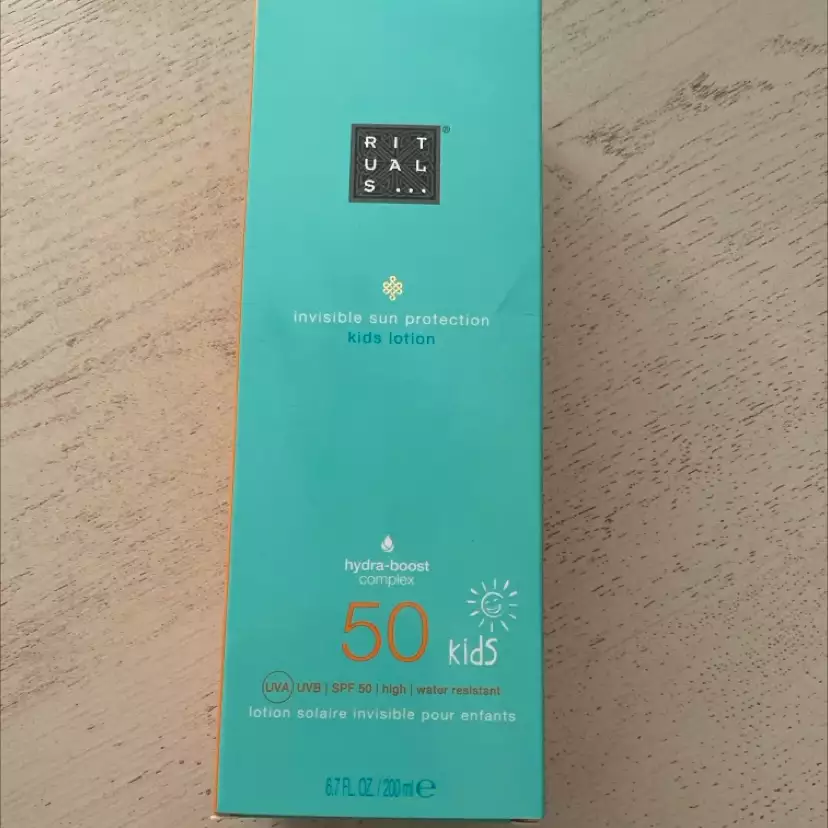 RIT
UAL
S...
®
invisible sun protection
kids lotion
hydra-boost
complex
50
kids
UVA UVB | SPF 50 | high | water resistant
lotion solaire invisible pour enfants
6.7 FL. OZ. / 200 ml e